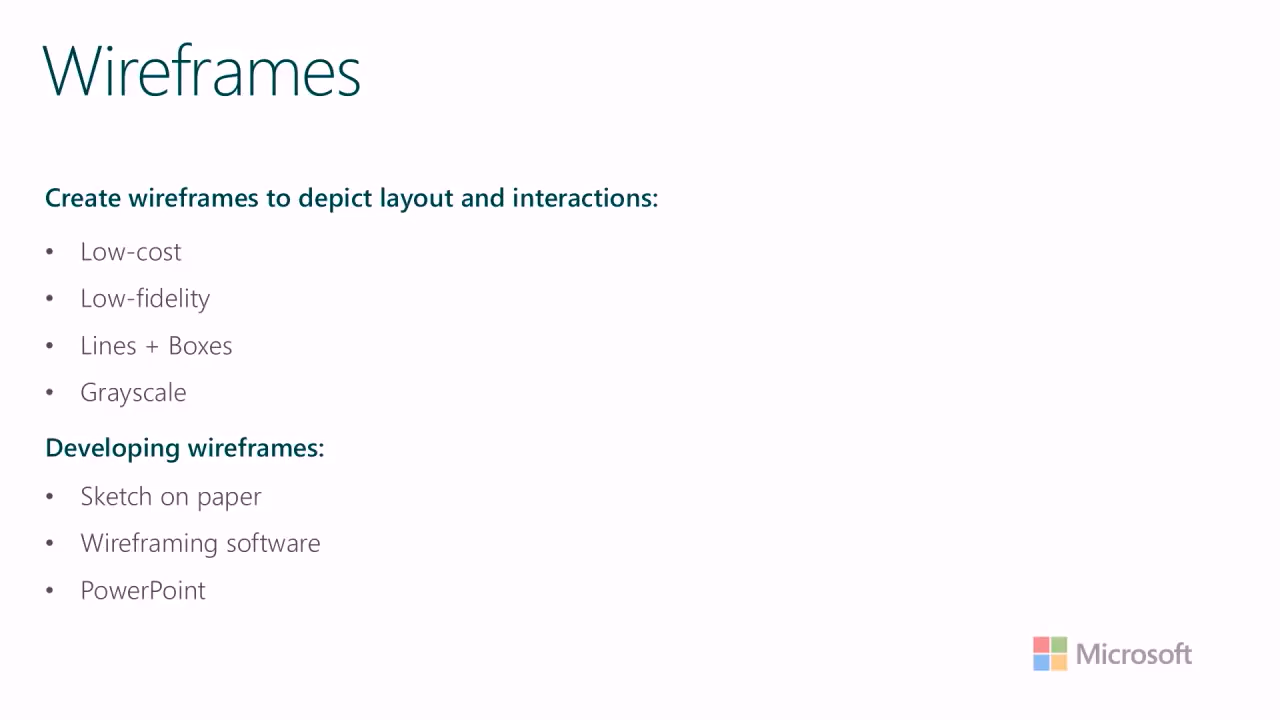 Wireframes
Create wireframes to depict layout and interactions:
• Low-cost
• Low-fidelity
• Lines + Boxes
• Grayscale
Developing wireframes:
• Sketch on paper
• Wireframing software
• PowerPoint
Microsoft